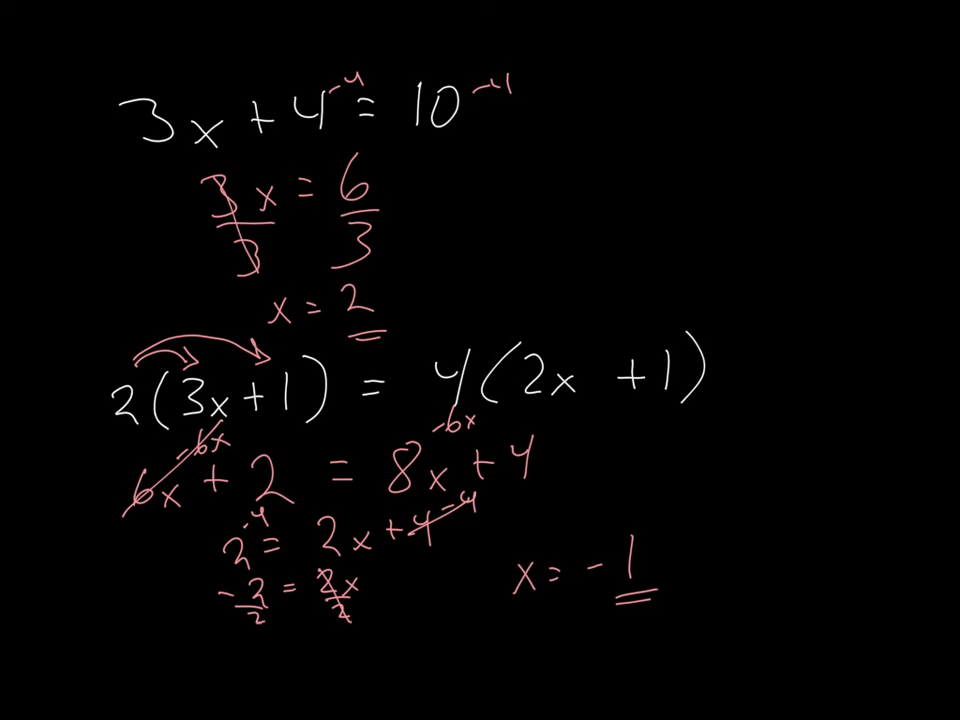 3x + 4 -4 = 10 -4
3x/3 = 6/3
x = 2
2(3x+1) = 4(2x +1)
6x -6x + 2 = 8x -6x + 4
2 -4 = 2x + 4 -4
-2/2 = 2x/2
x = -1